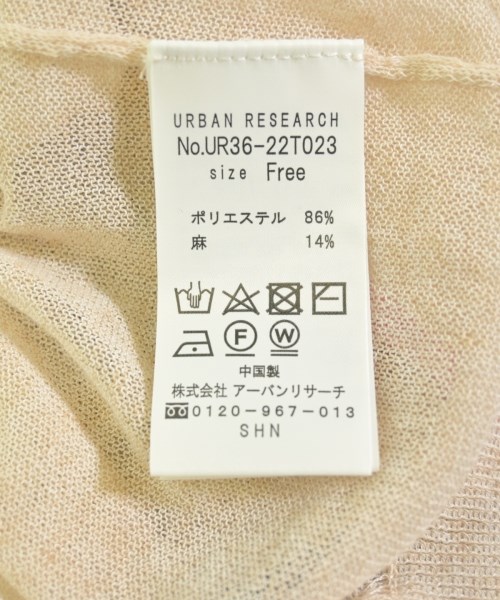 URBAN RESEARCH
No.UR36-22T023
size Free
ポリエステル 86%
麻 14%
F W
中国製
株式会社 アーバンリサーチ
0120-967-013
SHN